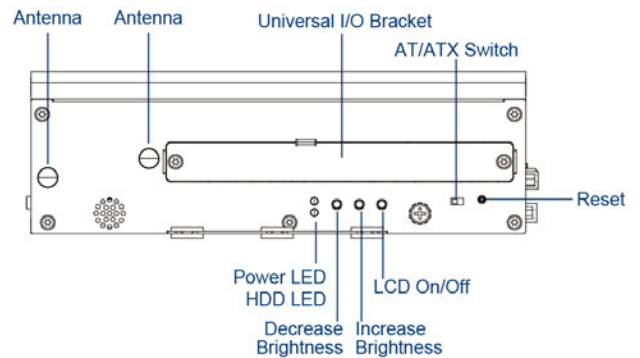 Antenna
Antenna
Universal I/O Bracket
AT/ATX Switch
Reset
Power LED
HDD LED
LCD On/Off
Decrease
Brightness
Increase
Brightness